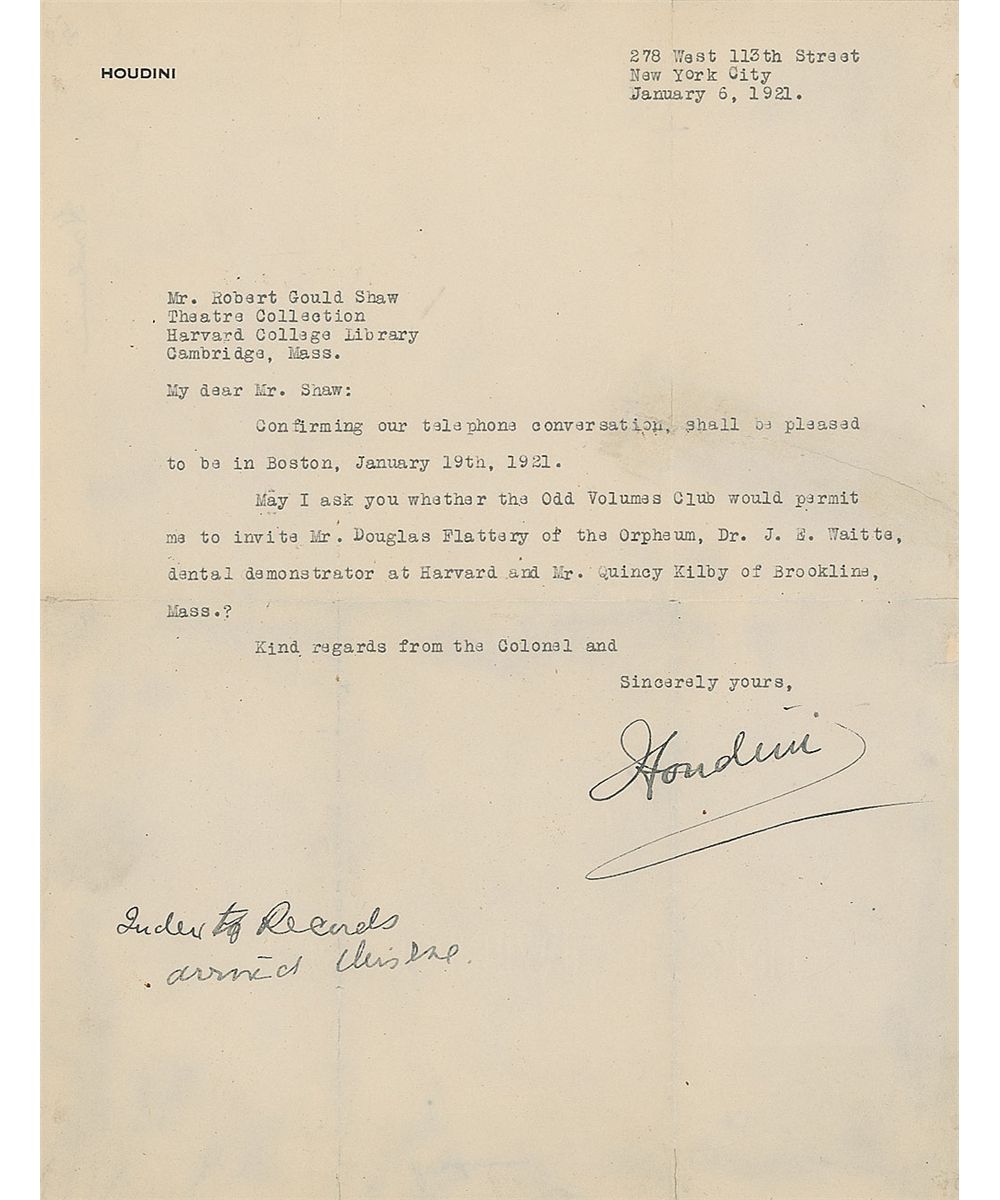 HOUDINI
278 West 113th Street
New York City
January 6, 1921.
Mr. Robert Gould Shaw
Theatre Collection
Harvard College Library
Cambridge, Mass.
My dear Mr. Shaw:
Confirming our telephone conversation, shall be pleased
to be in Boston, January 19th, 1921.
May I ask you whether the Odd Volumes Club would permit
me to invite Mr. Douglas Flattery of the Orpheum, Dr. J. E. Waitte,
dental demonstrator at Harvard and Mr. Quincy Kilby of Brookline,
Mass.?
Kind regards from the Colonel and
Sincerely yours,
Houdini
Index to Records
arrived this